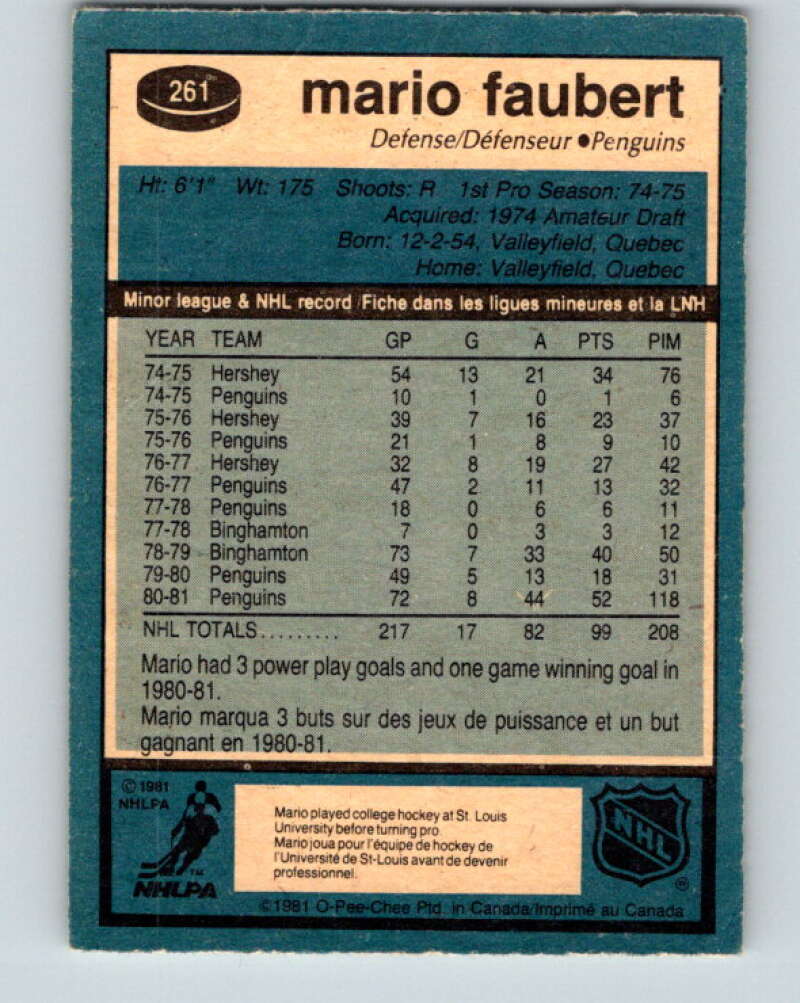 261
mario faubert
Defense/Défenseur ●Penguins
Ht: 6'1" Wt: 175 Shoots: R 1st Pro Season: 74-75
Acquired: 1974 Amateur Draft
Born: 12-2-54, Valleyfield, Quebec
Home: Valleyfield, Quebec
Minor league & NHL record/Fiche dans les ligues mineures et la LNH
YEAR TEAM GP G A PTS PIM
74-75 Hershey 54 13 21 34 76
74-75 Penguins 10 1 0 1 6
75-76 Hershey 39 7 16 23 37
75-76 Penguins 21 1 8 9 10
76-77 Hershey 32 8 19 27 42
76-77 Penguins 47 2 11 13 32
77-78 Penguins 18 0 6 6 11
77-78 Binghamton 7 0 3 3 12
78-79 Binghamton 73 7 33 40 50
79-80 Penguins 49 5 13 18 31
80-81 Penguins 72 8 44 52 118
NHL TOTALS......... 217 17 82 99 208
Mario had 3 power play goals and one game winning goal in
1980-81.
Mario marqua 3 buts sur des jeux de puissance et un but
gagnant en 1980-81.
©1981
NHLPA
TM
NHLPA
Mario played college hockey at St. Louis
University before turning pro.
Mario joua pour l'équipe de hockey de
l'Université de St-Louis avant de devenir
professionnel.
NHL
®
©1981 O-Pee-Chee Ptd. in Canada/Imprimé au Canada